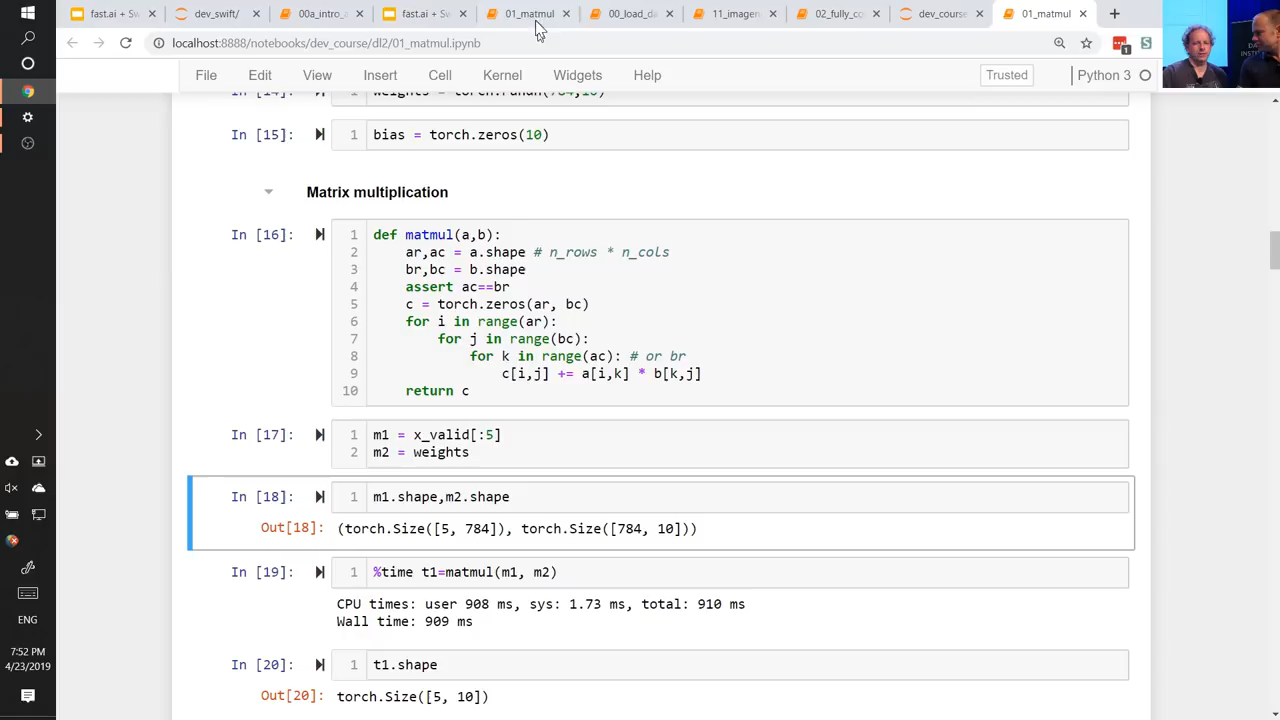 fast.ai + Sw
dev_swift/
00a_intro_
fast.ai + Sw
01_matmul
00_load_da
11_imagen
02_fully_co
dev_course
01_matmul
localhost:8888/notebooks/dev_course/dl2/01_matmul.ipynb
File Edit View Insert Cell Kernel Widgets Help
Trusted
Python 3
In [14]: 1 weights = torch.randn(784,10)
In [15]: 1 bias = torch.zeros(10)
Matrix multiplication
In [16]:
1 def matmul(a,b):
2 ar,ac = a.shape # n_rows * n_cols
3 br,bc = b.shape
4 assert ac==br
5 c = torch.zeros(ar, bc)
6 for i in range(ar):
7 for j in range(bc):
8 for k in range(ac): # or br
9 c[i,j] += a[i,k] * b[k,j]
10 return c
In [17]: 1 m1 = x_valid[:5]
2 m2 = weights
In [18]: 1 m1.shape,m2.shape
Out[18]: (torch.Size([5, 784]), torch.Size([784, 10]))
In [19]: 1 %time t1=matmul(m1, m2)
CPU times: user 908 ms, sys: 1.73 ms, total: 910 ms
Wall time: 909 ms
In [20]: 1 t1.shape
Out[20]: torch.Size([5, 10])
ENG
7:52 PM
4/23/2019